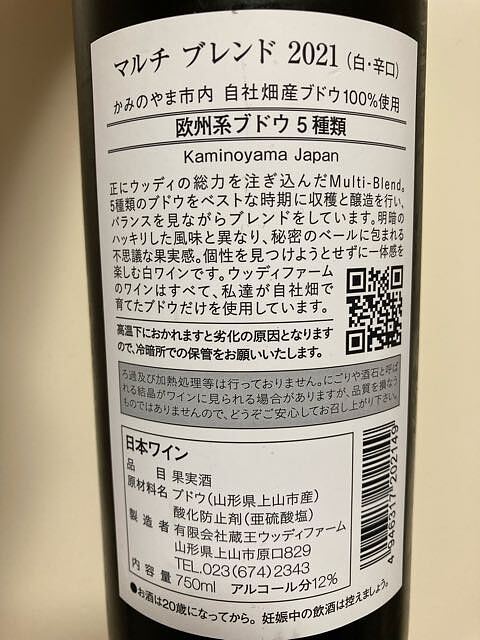 マルチ ブレンド 2021 (白・辛口)
かみのやま市内 自社畑産ブドウ100%使用
欧州系ブドウ5種類
Kaminoyama Japan
正にウッディの総力を注ぎ込んだMulti-Blend。
5種類のブドウをベストな時期に収穫と醸造を行い、
バランスを見ながらブレンドをしています。明暗の
ハッキリした風味と異なり、秘密のベールに包まれる
不思議な果実感。個性を見つけようとせずに一体感を
楽しむ白ワインです。ウッディファーム
のワインはすべて、私達が自社畑で
育てたブドウだけを使用しています。
高温下におかれますと劣化の原因となります
ので、冷暗所での保管をお願いいたします。
ろ過及び加熱処理等は行っておりません。にごりや酒石と呼ば
れる結晶がワインに見られる場合がありますが、品質を損なう
ものではありませんので、どうぞご安心してお召し上がり下さい。
日本ワイン
品 目 果実酒
原材料名 ブドウ(山形県上山市産)
酸化防止剤(亜硫酸塩)
製 造 者 有限会社蔵王ウッディファーム
山形県上山市原口829
TEL.023(674)2343
内 容 量 750ml アルコール分12%
4946317202149
●お酒は20歳になってから。妊娠中の飲酒は控えましょう。